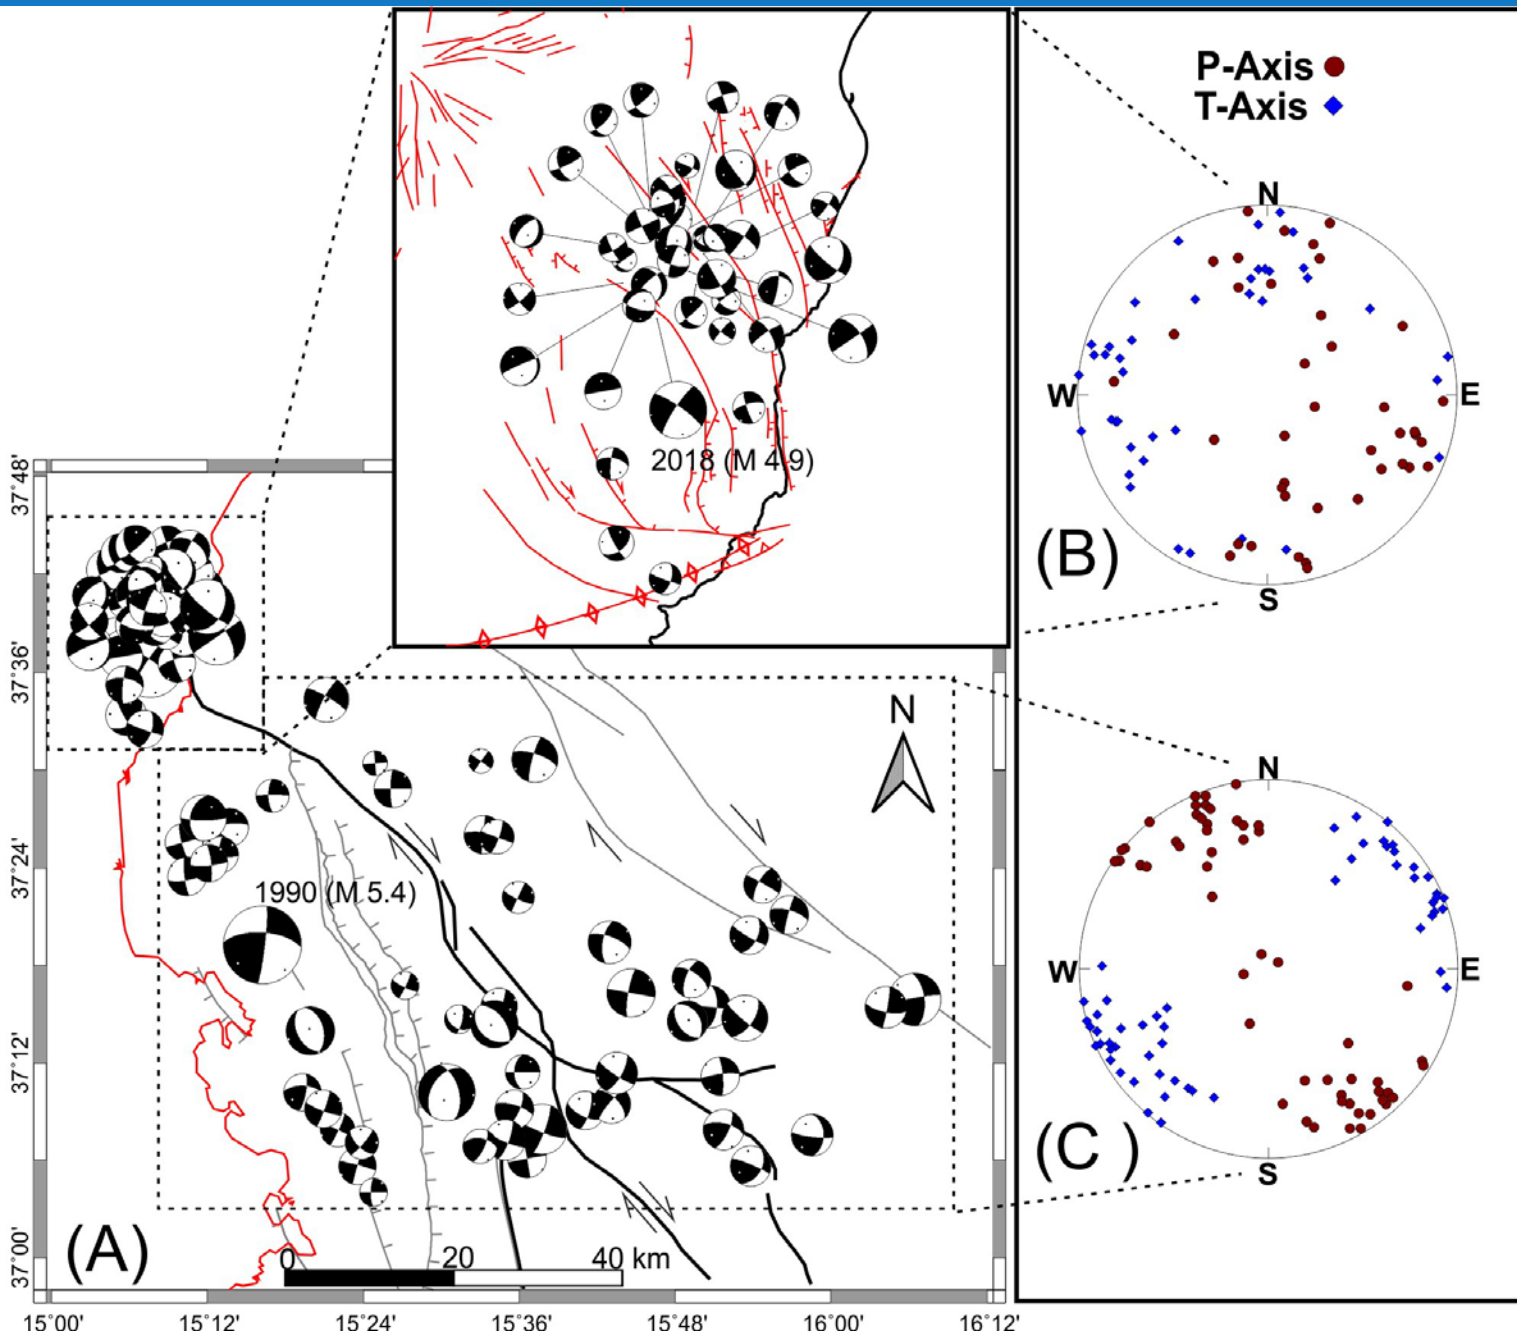 P-Axis
T-Axis
N
W
E
S
(B)
2018 (M 4.9)
37°48'
37°36'
37°24'
37°12'
37°00'
N
1990 (M 5.4)
N
W
E
S
(C )
(A)
0 20 40 km
15°00' 15°12' 15°24' 15°36' 15°48' 16°00' 16°12'